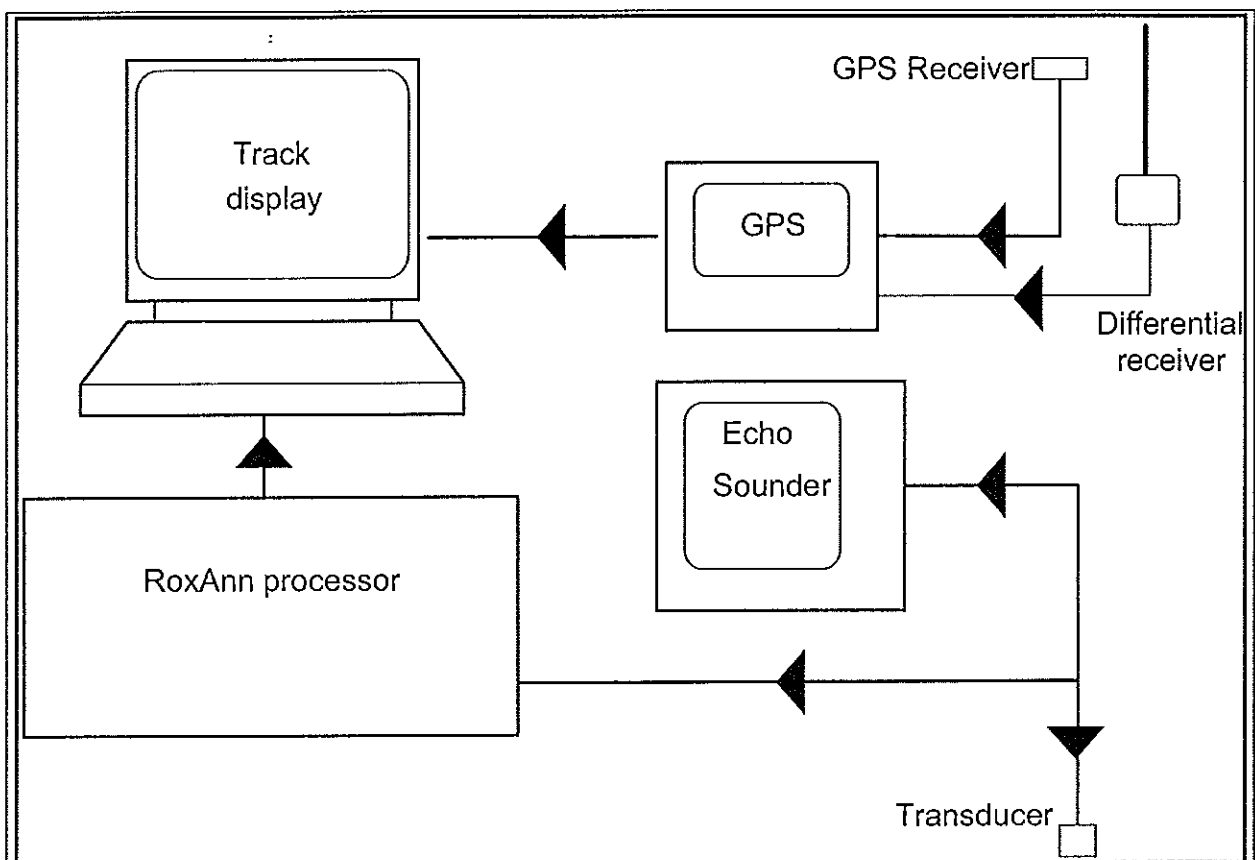 GPS Receiver
Track
display
GPS
Differential
receiver
Echo
Sounder
RoxAnn processor
Transducer